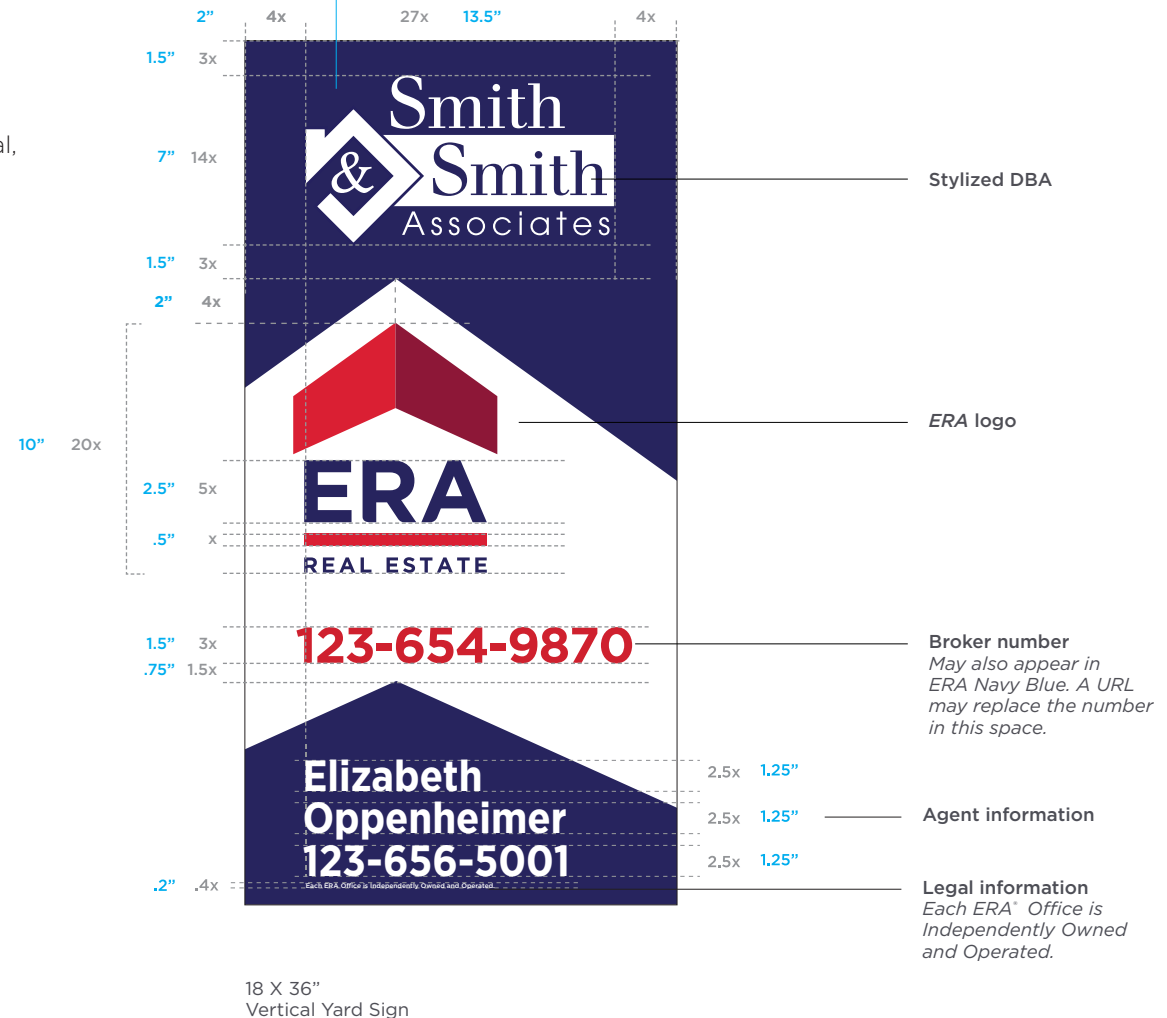 2” 4x 27x 13.5” 4x
1.5” 3x
al,
7” 14x
Smith
& Smith
Associates
Stylized DBA
1.5” 3x
2” 4x
ERA logo
10” 20x
2.5” 5x
ERA
.5” x
REAL ESTATE
1.5” 3x
123-654-9870
.75” 1.5x
Broker number
May also appear in
ERA Navy Blue. A URL
may replace the number
in this space.
Elizabeth
2.5x 1.25”
Oppenheimer
2.5x 1.25”
Agent information
123-656-5001
2.5x 1.25”
.2” .4x
Each ERA Office is Independently Owned and Operated.
Legal information
Each ERA® Office is
Independently Owned
and Operated.
18 X 36”
Vertical Yard Sign